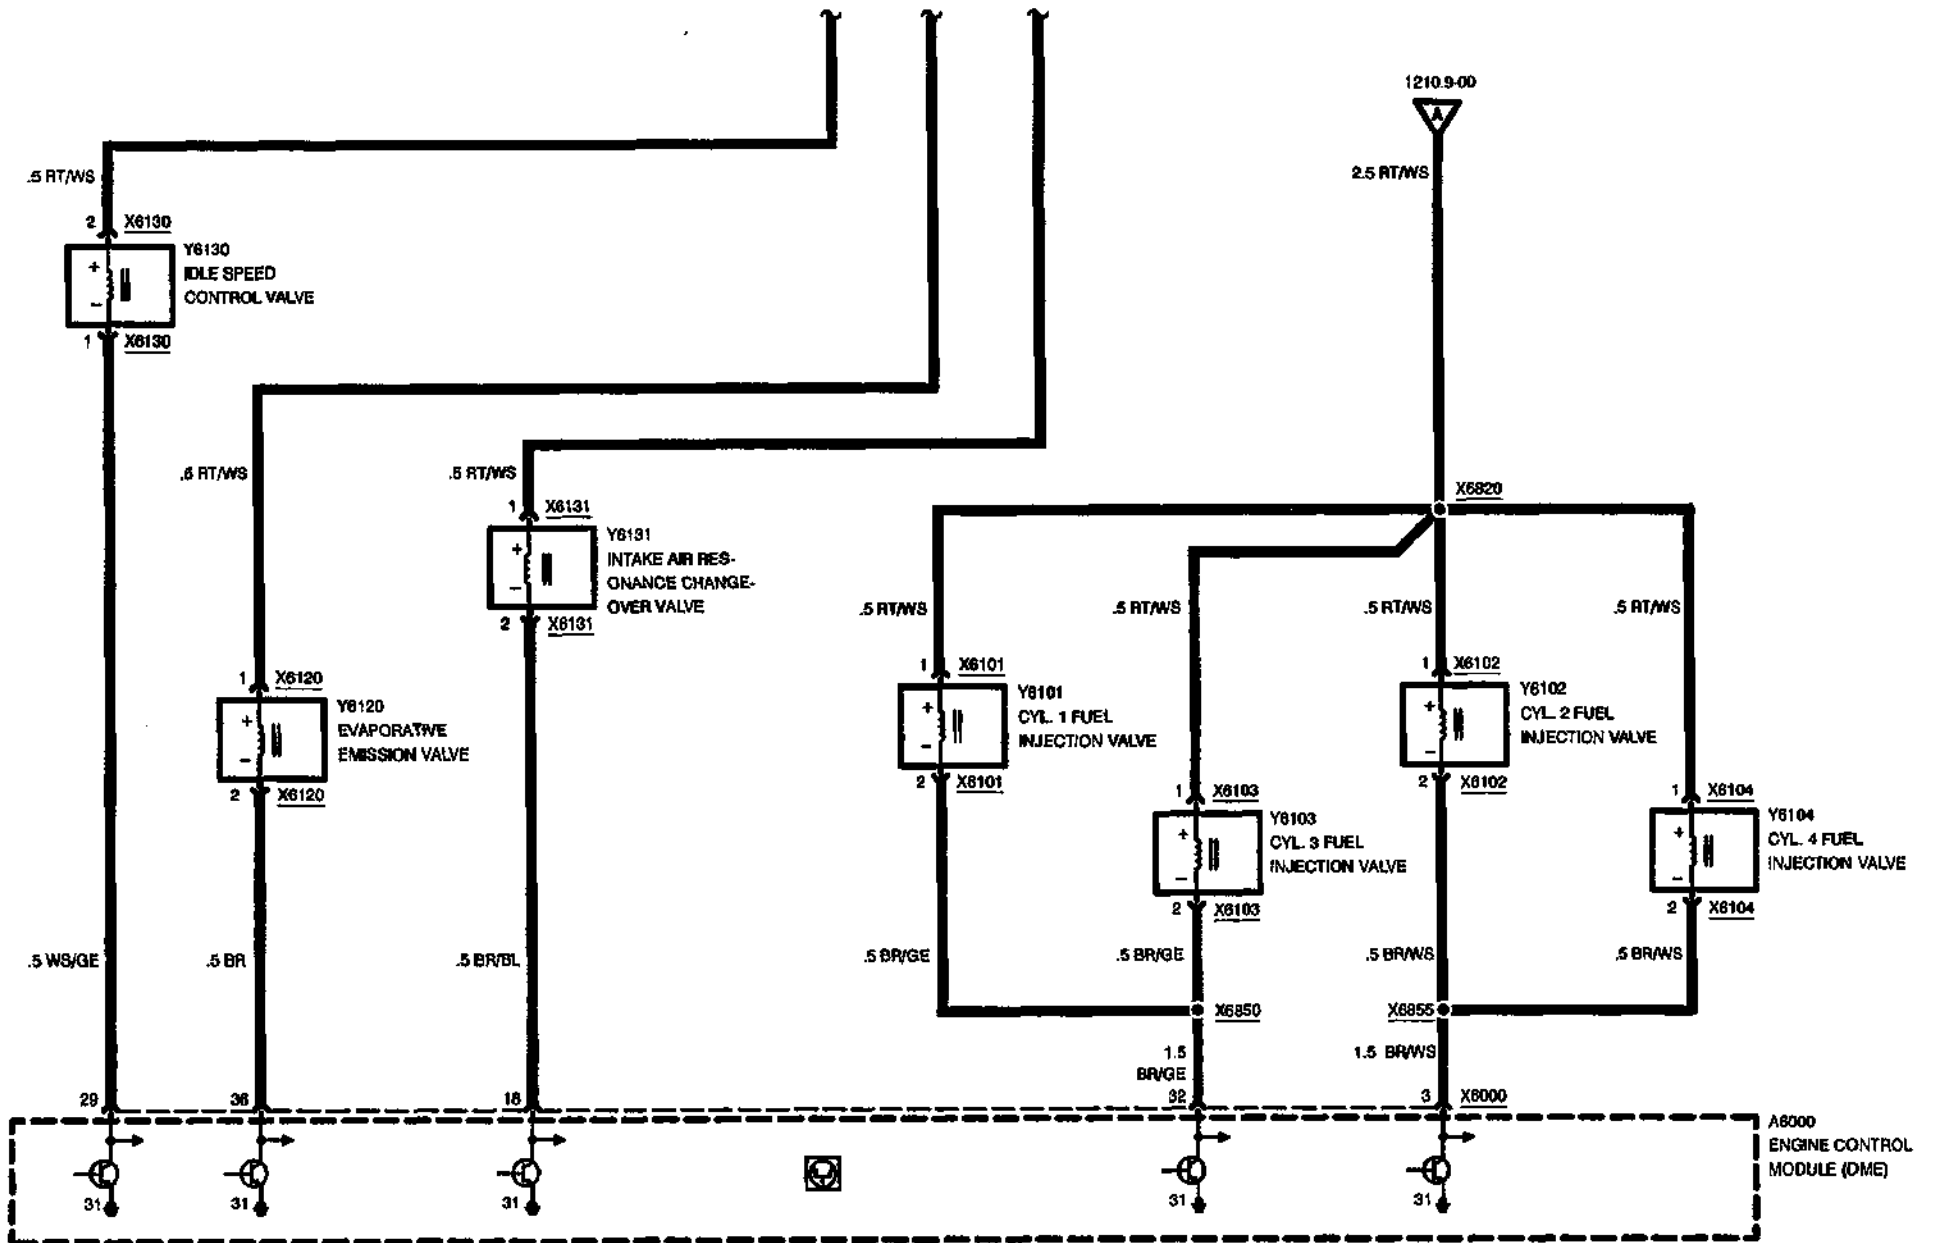 1210.9-00
A
2.5 RT/WS
.5 RT/WS
2 X6130
Y6130
IDLE SPEED
CONTROL VALVE
+
-
1 X6130
.5 RT/WS
.5 RT/WS
X6820
1 X6131
Y6131
INTAKE AIR RES-
ONANCE CHANGE-
OVER VALVE
+
-
2 X6131
.5 RT/WS
.5 RT/WS
.5 RT/WS
.5 RT/WS
1 X6120
Y6120
EVAPORATIVE
EMISSION VALVE
+
-
2 X6120
1 X6101
Y6101
CYL. 1 FUEL
INJECTION VALVE
+
-
2 X6101
1 X6102
Y6102
CYL. 2 FUEL
INJECTION VALVE
+
-
2 X6102
1 X6103
Y6103
CYL. 3 FUEL
INJECTION VALVE
+
-
2 X6103
1 X6104
Y6104
CYL. 4 FUEL
INJECTION VALVE
+
-
2 X6104
.5 WS/GE
.5 BR
.5 BR/BL
.5 BR/GE
.5 BR/GE
.5 BR/WS
.5 BR/WS
X6850
X6855
1.5
BR/GE
1.5 BR/WS
29
36
18
32
3 X6000
A6000
ENGINE CONTROL
MODULE (DME)
31
31
31
31
31